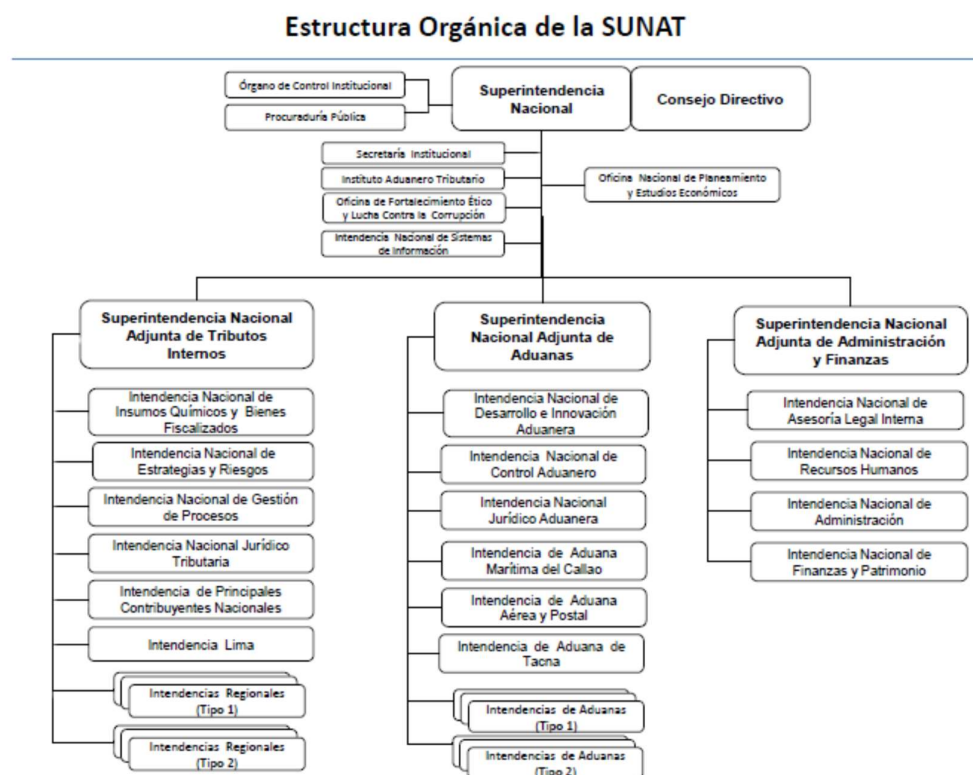 Estructura Orgánica de la SUNAT
Órgano de Control Institucional
Procuraduría Pública
Superintendencia
Nacional
Consejo Directivo
Secretaría Institucional
Instituto Aduanero Tributario
Oficina de Fortalecimiento Ético
y Lucha Contra la Corrupción
Intendencia Nacional de Sistemas
de Información
Oficina Nacional de Planeamiento
y Estudios Económicos
Superintendencia Nacional
Adjunta de Tributos
Internos
Intendencia Nacional de
Insumos Químicos y Bienes
Fiscalizados
Intendencia Nacional de
Estrategias y Riesgos
Intendencia Nacional de Gestión
de Procesos
Intendencia Nacional Jurídico
Tributaria
Intendencia de Principales
Contribuyentes Nacionales
Intendencia Lima
Intendencias Regionales
(Tipo 1)
Intendencias Regionales
(Tipo 2)
Superintendencia
Nacional Adjunta de
Aduanas
Intendencia Nacional de
Desarrollo e Innovación
Aduanera
Intendencia Nacional de
Control Aduanero
Intendencia Nacional
Jurídico Aduanera
Intendencia de Aduana
Marítima del Callao
Intendencia de Aduana
Aérea y Postal
Intendencia de Aduana de
Tacna
Intendencias de Aduanas
(Tipo 1)
Intendencias de Aduanas
(Tipo 2)
Superintendencia Nacional
Adjunta de Administración
y Finanzas
Intendencia Nacional de
Asesoría Legal Interna
Intendencia Nacional de
Recursos Humanos
Intendencia Nacional de
Administración
Intendencia Nacional de
Finanzas y Patrimonio